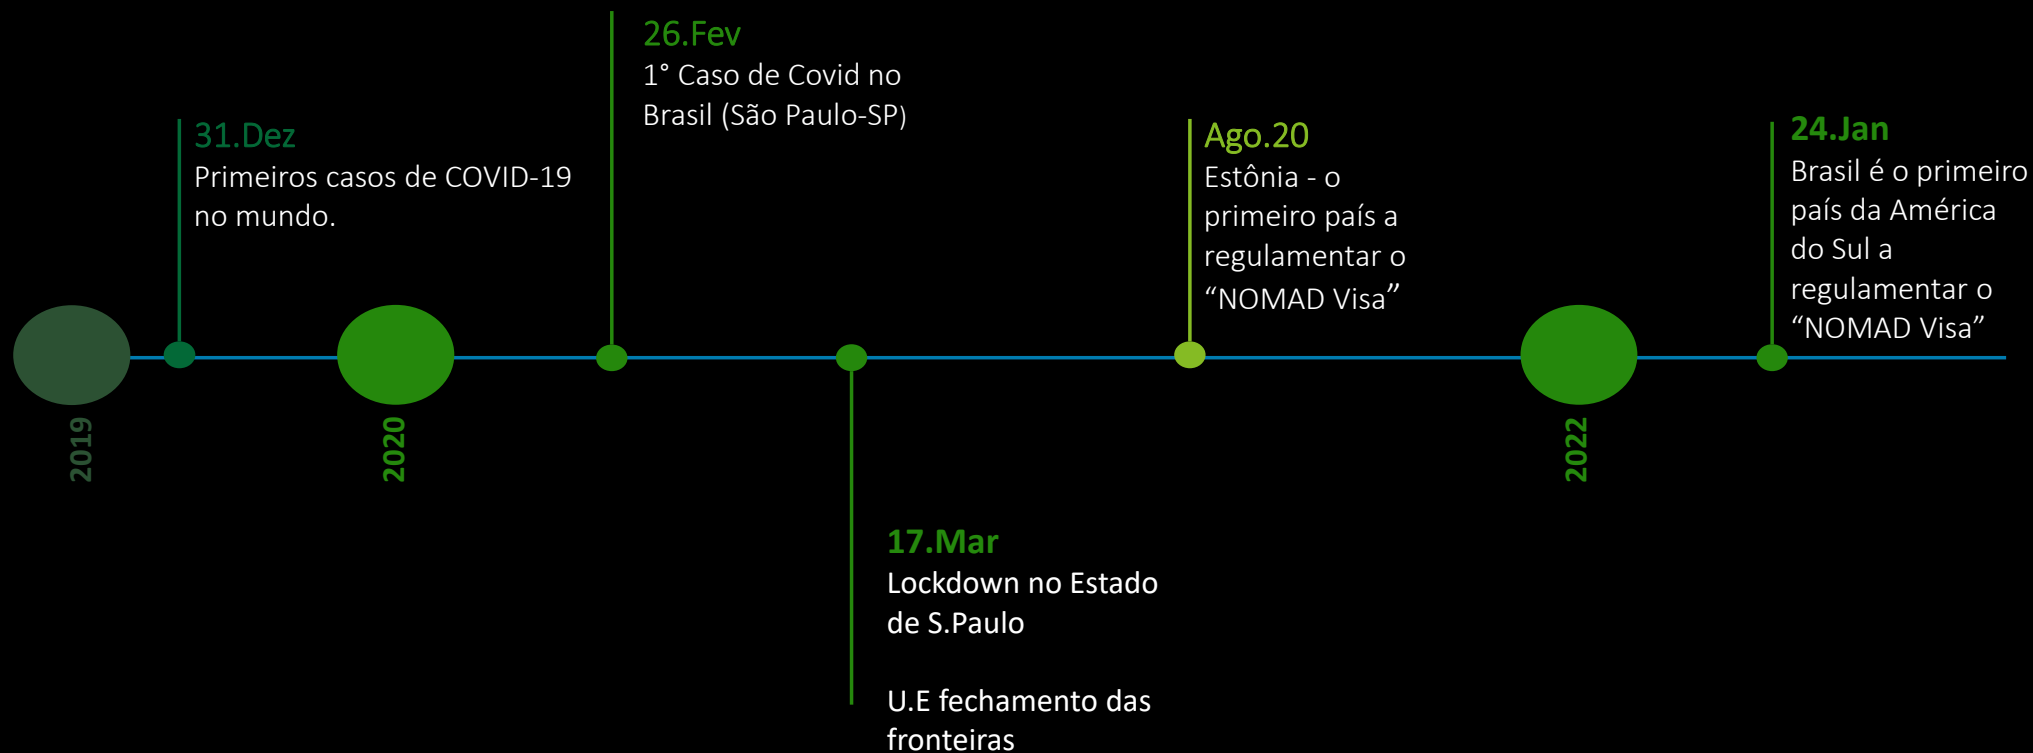 26.Fev
1° Caso de Covid no
Brasil (São Paulo-SP)
31.Dez
Primeiros casos de COVID-19
no mundo.
Ago.20
Estônia - o
primeiro país a
regulamentar o
“NOMAD Visa”
24.Jan
Brasil é o primeiro
país da América
do Sul a
regulamentar o
“NOMAD Visa”
2019
2020
2022
17.Mar
Lockdown no Estado
de S.Paulo
U.E fechamento das
fronteiras